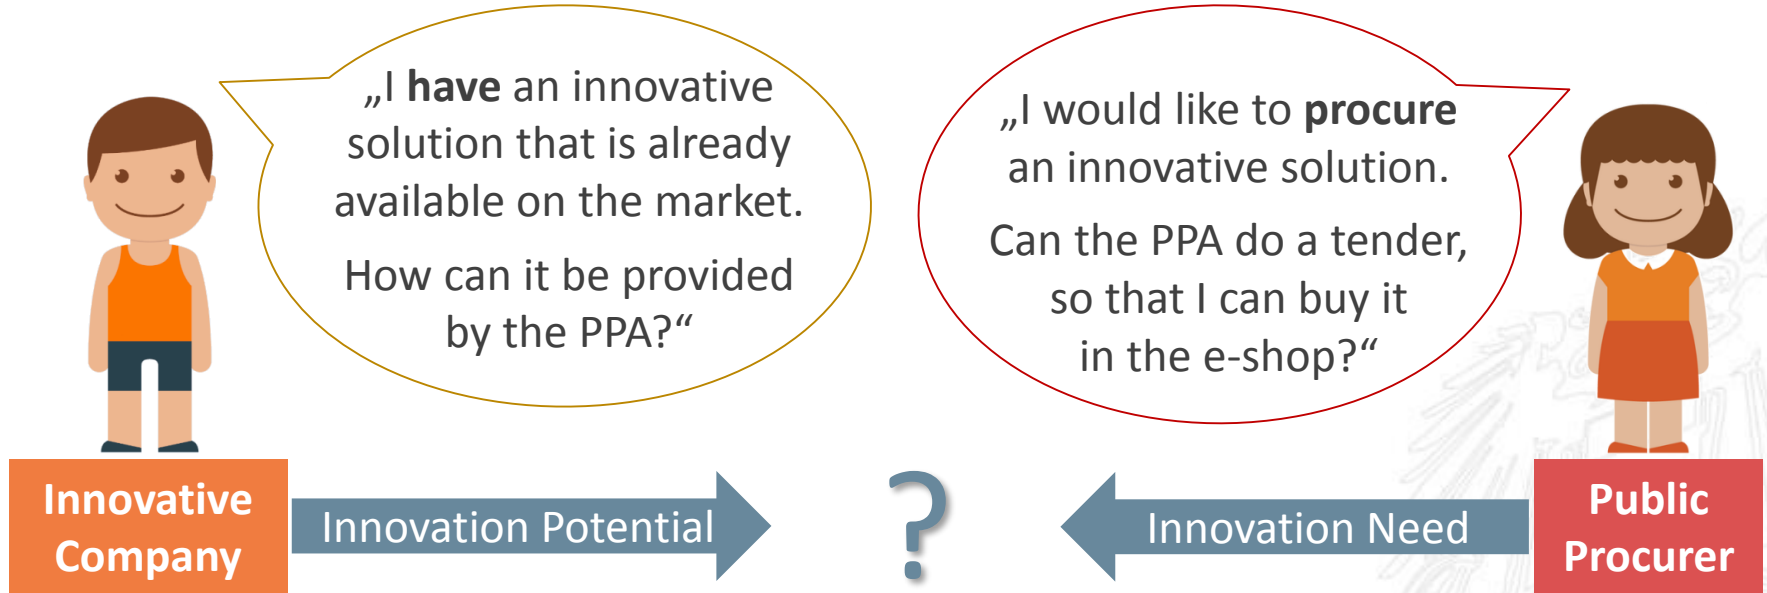 „I have an innovative
solution that is already
available on the market.
How can it be provided
by the PPA?“
„I would like to procure
an innovative solution.
Can the PPA do a tender,
so that I can buy it
in the e-shop?“
Innovative
Company
Innovation Potential
?
Innovation Need
Public
Procurer